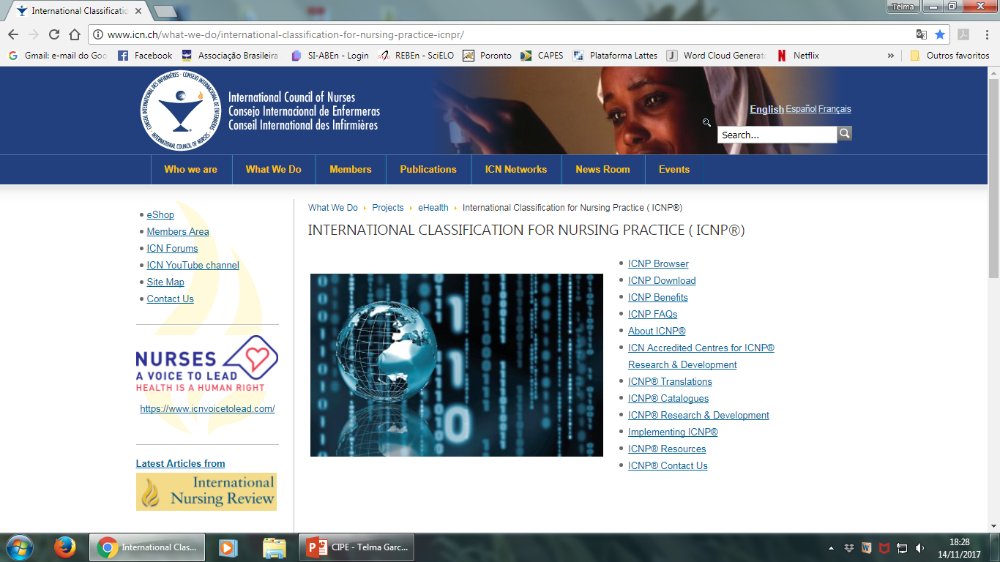 International Classificatio
Telma
www.icn.ch/what-we-do/international-classification-for-nursing-practice-icnpr/
Gmail: e-mail do Goo
Facebook
Associação Brasileira
SI-ABEn - Login
REBEn - SciELO
Poronto
CAPES
Plataforma Lattes
Word Cloud Generato
Netflix
»
Outros favoritos
International Council of Nurses
Consejo Internacional de Enfermeras
Conseil International des Infirmières
English Español Français
Search...
Who we are
What We Do
Members
Publications
ICN Networks
News Room
Events
eShop
Members Area
ICN Forums
ICN YouTube channel
Site Map
Contact Us
NURSES
A VOICE TO LEAD
HEALTH IS A HUMAN RIGHT
https://www.icnvoicetolead.com/
Latest Articles from
International
Nursing Review
What We Do Projects eHealth International Classification for Nursing Practice ( ICNP®)
INTERNATIONAL CLASSIFICATION FOR NURSING PRACTICE ( ICNP®)
ICNP Browser
ICNP Download
ICNP Benefits
ICNP FAQs
About ICNP®
ICN Accredited Centres for ICNP®
Research & Development
ICNP® Translations
ICNP® Catalogues
ICNP® Research & Development
Implementing ICNP®
ICNP® Resources
ICNP® Contact Us
International Clas...
CIPE - Telma Garc...
18:28
14/11/2017